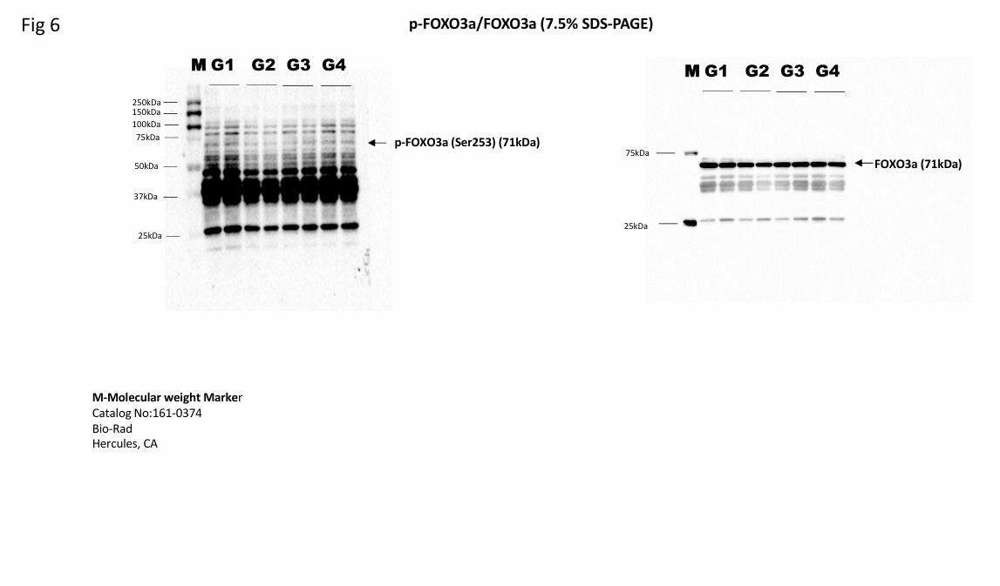 Fig 6
p-FOXO3a/FOXO3a (7.5% SDS-PAGE)
M G1 G2 G3 G4
250kDa
150kDa
100kDa
75kDa
50kDa
37kDa
25kDa
p-FOXO3a (Ser253) (71kDa)
M G1 G2 G3 G4
75kDa
25kDa
FOXO3a (71kDa)
M-Molecular weight Marker
Catalog No:161-0374
Bio-Rad
Hercules, CA